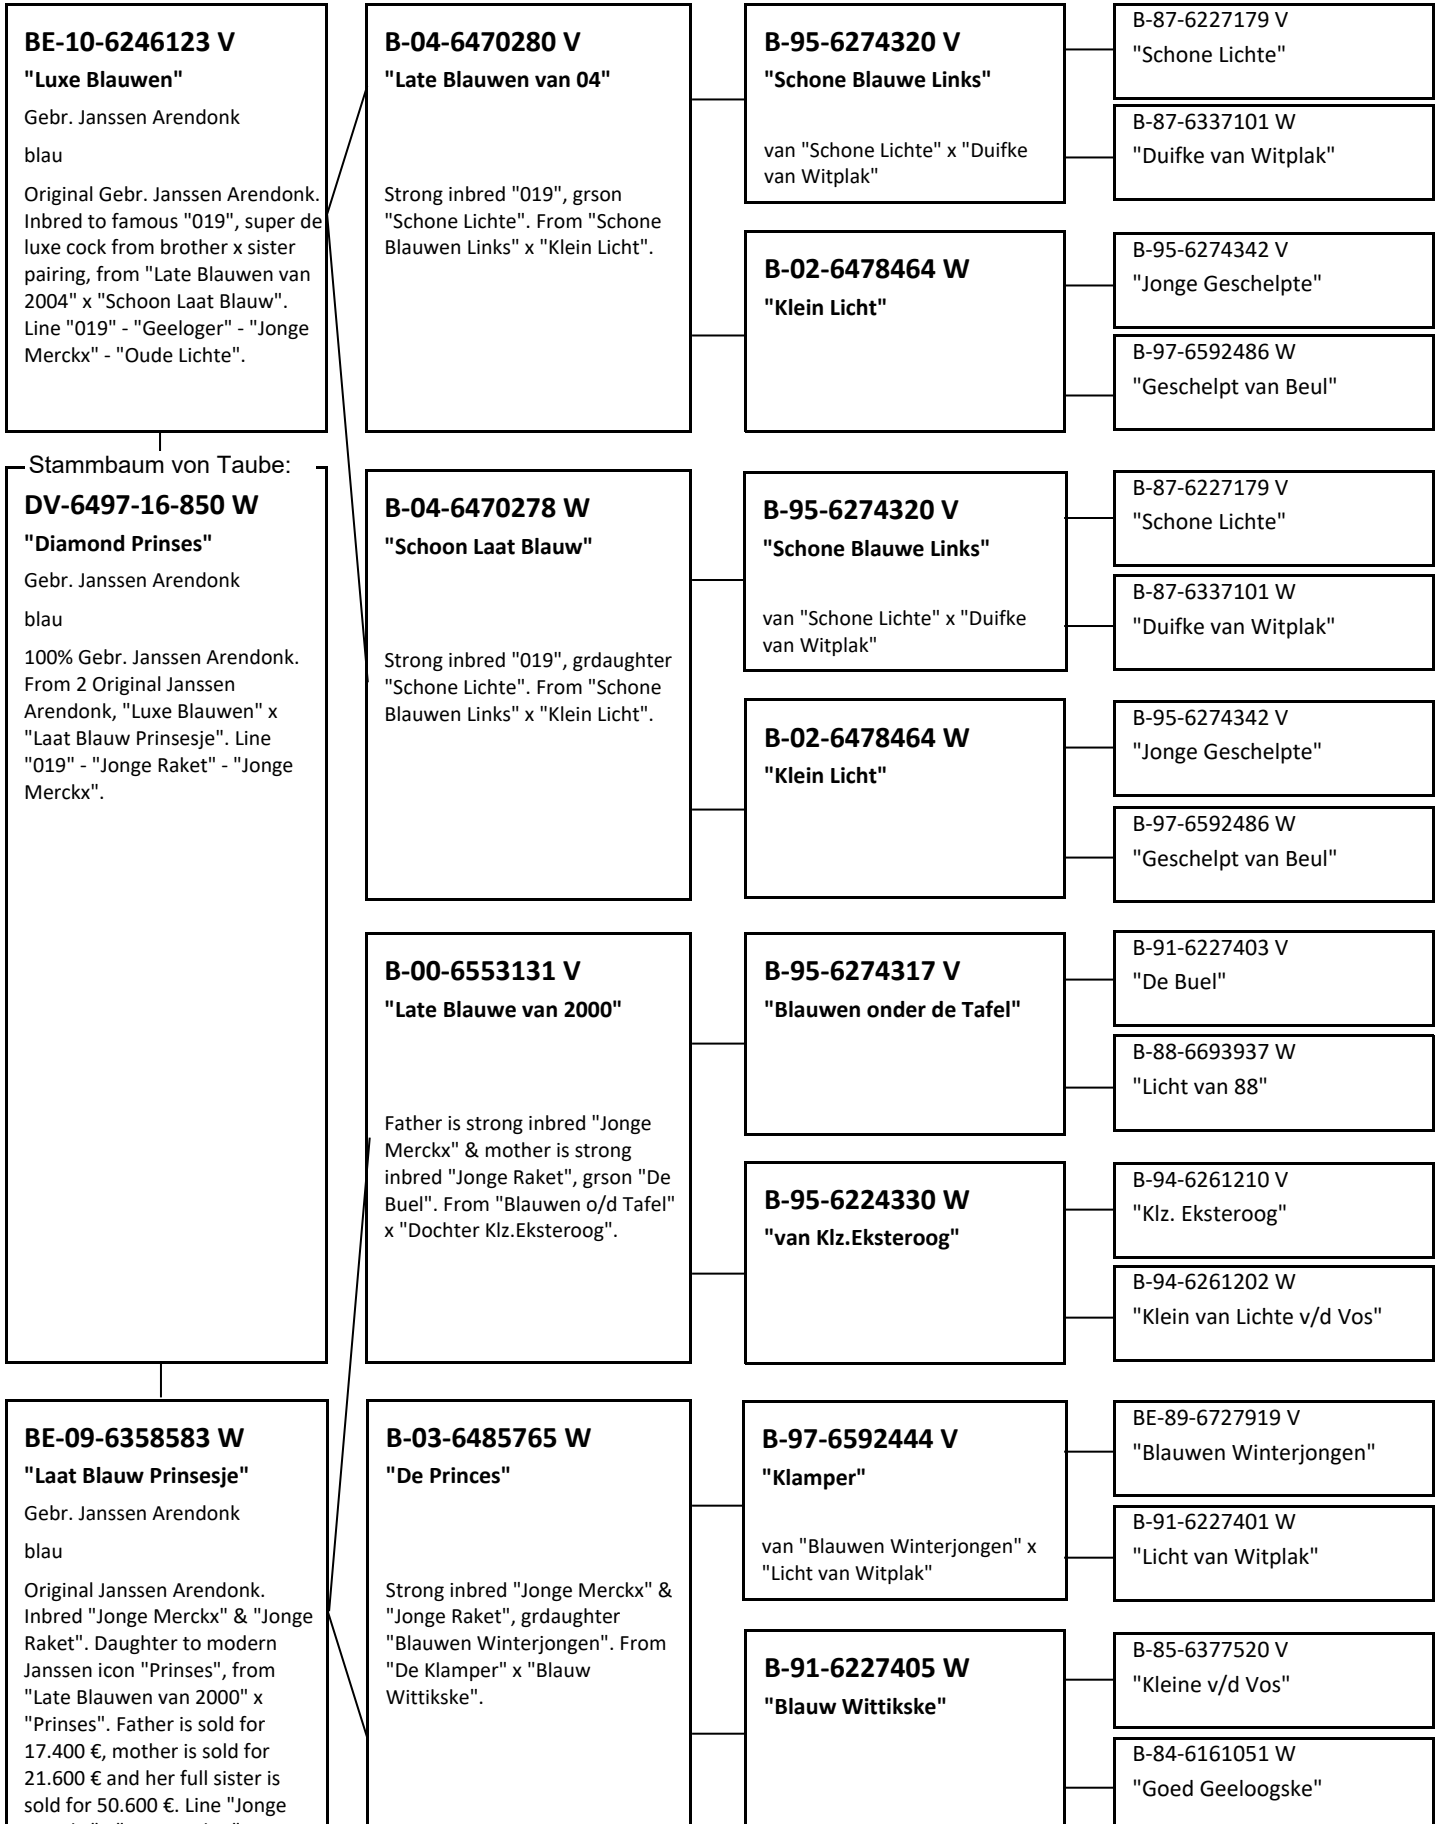 BE-10-6246123 V
"Luxe Blauwen"
Gebr. Janssen Arendonk
blau
Original Gebr. Janssen Arendonk.
Inbred to famous "019", super de
luxe cock from brother x sister
pairing, from "Late Blauwen van
2004" x "Schoon Laat Blauw".
Line "019" - "Geeloger" - "Jonge
Merckx" - "Oude Lichte".
Stammbaum von Taube:
DV-6497-16-850 W
"Diamond Prinses"
Gebr. Janssen Arendonk
blau
100% Gebr. Janssen Arendonk.
From 2 Original Janssen
Arendonk, "Luxe Blauwen" x
"Laat Blauw Prinsesje". Line
"019" - "Jonge Raket" - "Jonge
Merckx".
BE-09-6358583 W
"Laat Blauw Prinsesje"
Gebr. Janssen Arendonk
blau
Original Janssen Arendonk.
Inbred "Jonge Merckx" & "Jonge
Raket". Daughter to modern
Janssen icon "Prinses", from
"Late Blauwen van 2000" x
"Prinses". Father is sold for
17.400 €, mother is sold for
21.600 € and her full sister is
sold for 50.600 €. Line "Jonge
B-04-6470280 V
"Late Blauwen van 04"
Strong inbred "019", grson
"Schone Lichte". From "Schone
Blauwen Links" x "Klein Licht".
B-04-6470278 W
"Schoon Laat Blauw"
Strong inbred "019", grdaughter
"Schone Lichte". From "Schone
Blauwen Links" x "Klein Licht".
B-00-6553131 V
"Late Blauwe van 2000"
Father is strong inbred "Jonge
Merckx" & mother is strong
inbred "Jonge Raket", grson "De
Buel". From "Blauwen o/d Tafel"
x "Dochter Klz.Eksteroog".
B-03-6485765 W
"De Princes"
Strong inbred "Jonge Merckx" &
"Jonge Raket", grdaughter
"Blauwen Winterjongen". From
"De Klamper" x "Blauw
Wittikske".
B-95-6274320 V
"Schone Blauwe Links"
van "Schone Lichte" x "Duifke
van Witplak"
B-02-6478464 W
"Klein Licht"
B-95-6274320 V
"Schone Blauwe Links"
van "Schone Lichte" x "Duifke
van Witplak"
B-02-6478464 W
"Klein Licht"
B-95-6274317 V
"Blauwen onder de Tafel"
B-95-6224330 W
"van Klz.Eksteroog"
B-97-6592444 V
"Klamper"
van "Blauwen Winterjongen" x
"Licht van Witplak"
B-91-6227405 W
"Blauw Wittikske"
B-87-6227179 V
"Schone Lichte"
B-87-6337101 W
"Duifke van Witplak"
B-95-6274342 V
"Jonge Geschelpte"
B-97-6592486 W
"Geschelpt van Beul"
B-87-6227179 V
"Schone Lichte"
B-87-6337101 W
"Duifke van Witplak"
B-95-6274342 V
"Jonge Geschelpte"
B-97-6592486 W
"Geschelpt van Beul"
B-91-6227403 V
"De Buel"
B-88-6693937 W
"Licht van 88"
B-94-6261210 V
"Klz. Eksteroog"
B-94-6261202 W
"Klein van Lichte v/d Vos"
BE-89-6727919 V
"Blauwen Winterjongen"
B-91-6227401 W
"Licht van Witplak"
B-85-6377520 V
"Kleine v/d Vos"
B-84-6161051 W
"Goed Geeloogske"